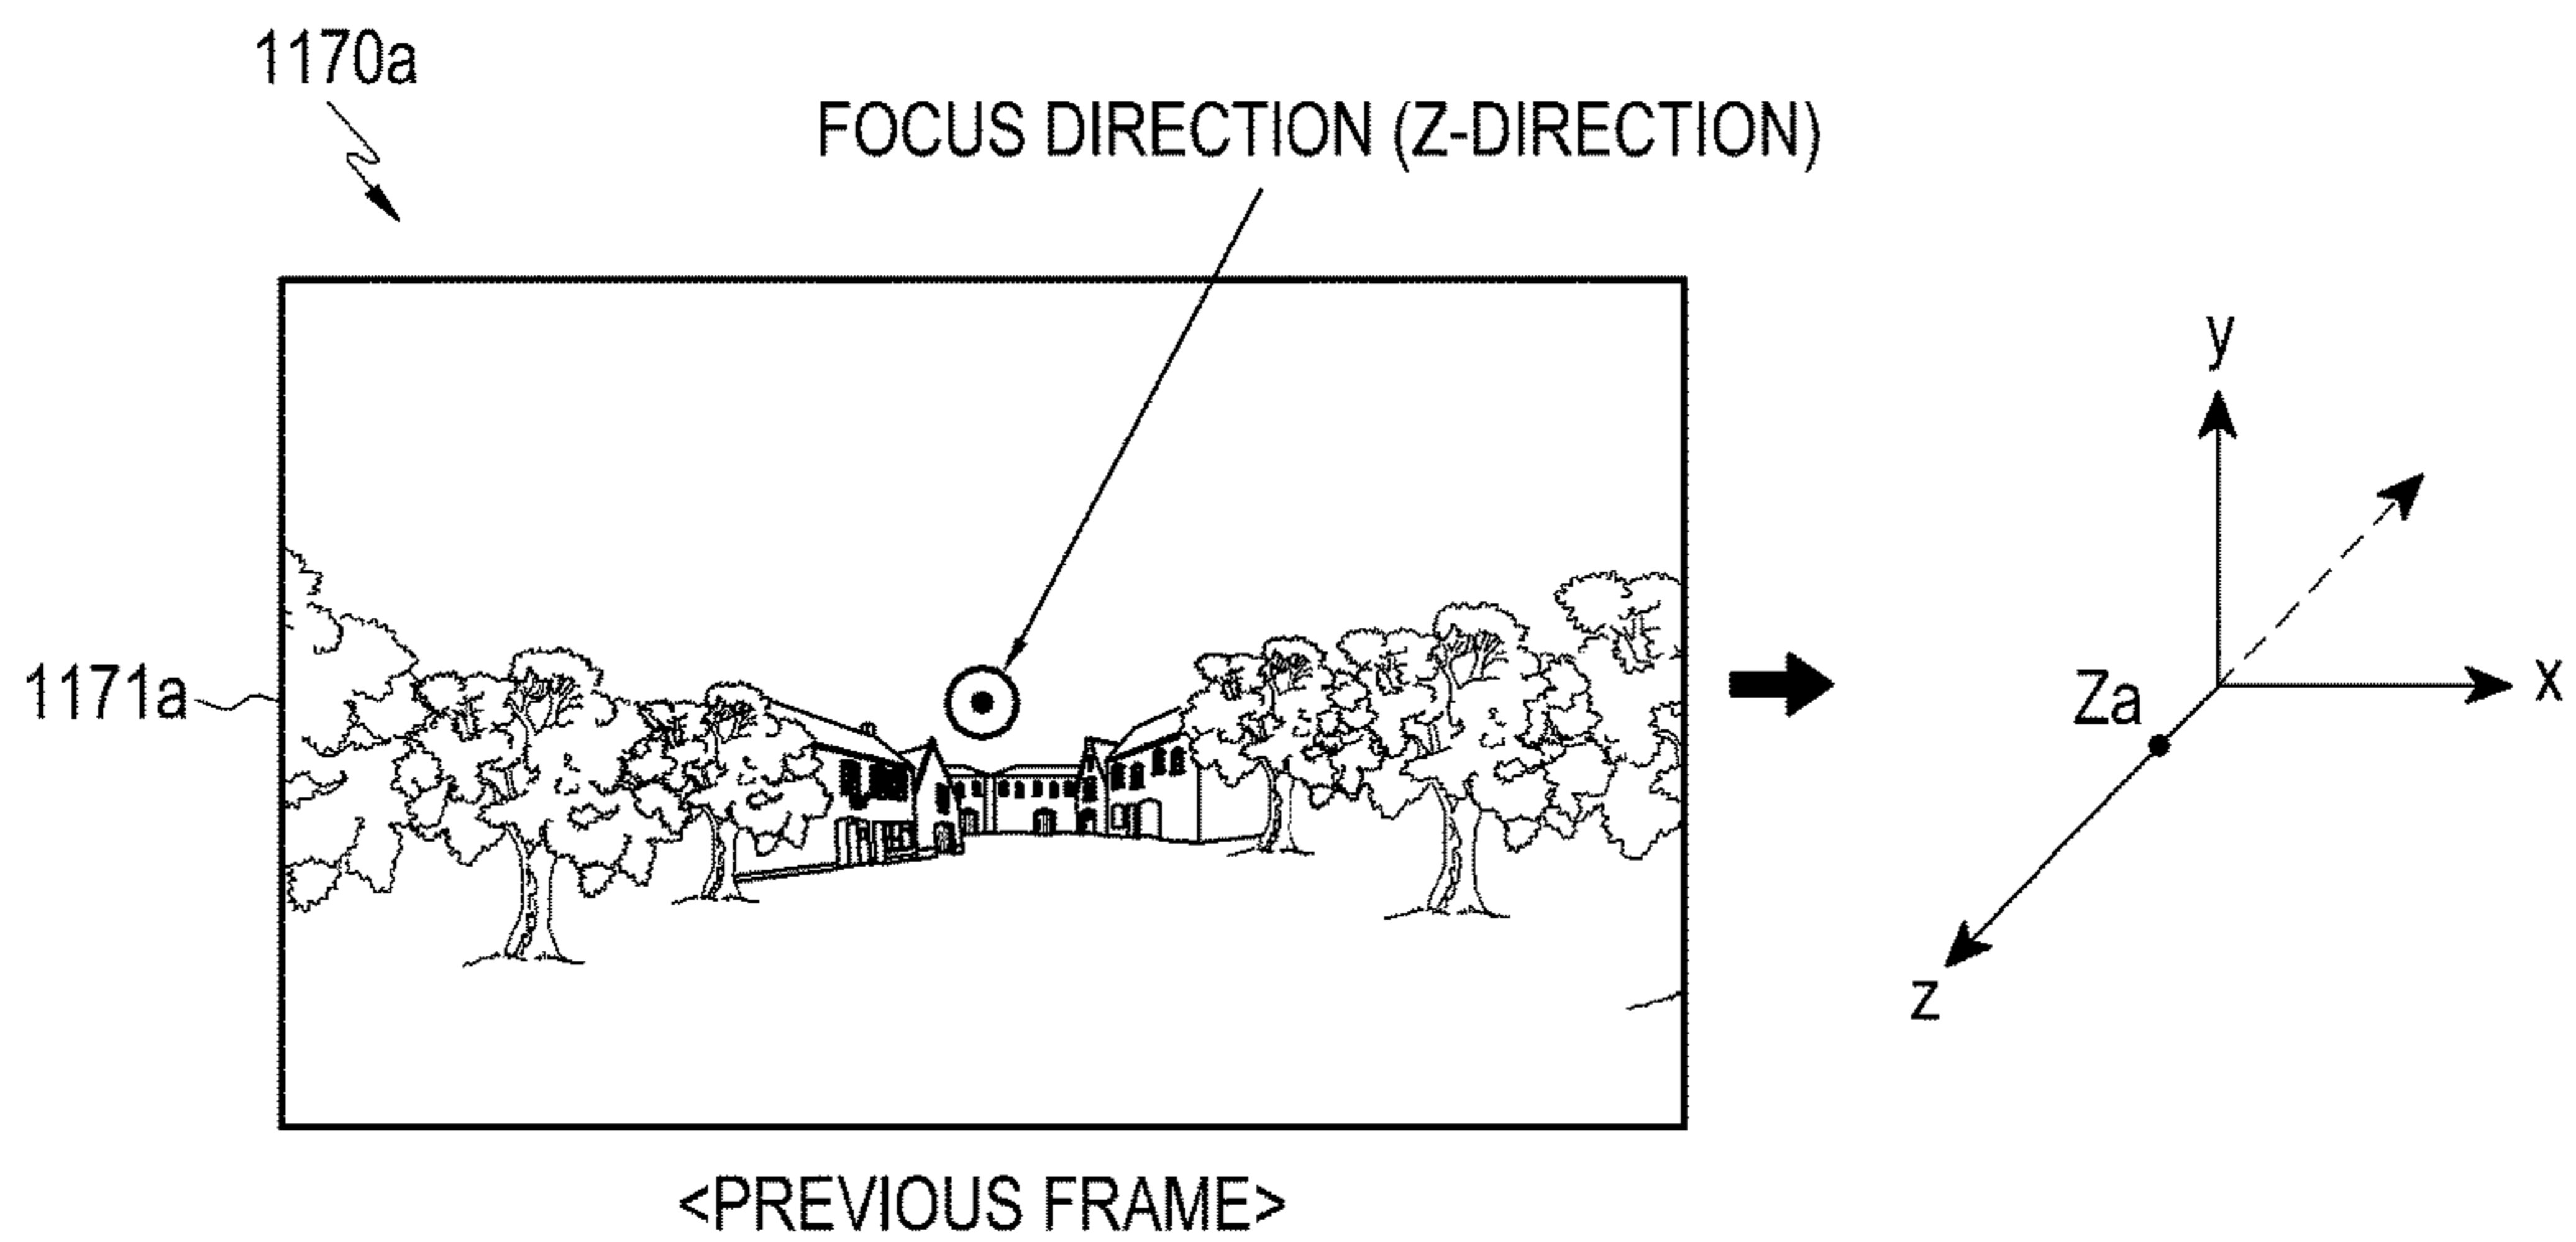 1170a
FOCUS DIRECTION (Z-DIRECTION)
y
1171a
Za
x
z
<PREVIOUS FRAME>